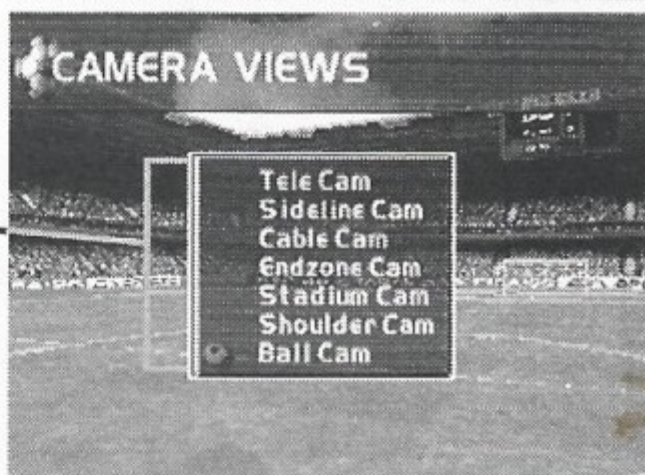 CAMERA VIEWS
Tele Cam
Sideline Cam
Cable Cam
Endzone Cam
Stadium Cam
Shoulder Cam
Ball Cam